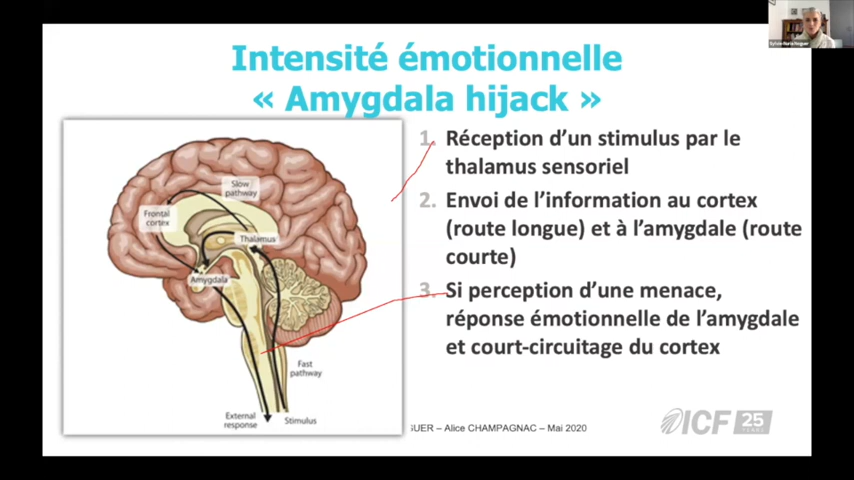 Intensité émotionnelle
« Amygdala hijack »
1. Réception d'un stimulus par le
thalamus sensoriel
2. Envoi de l'information au cortex
(route longue) et à l'amygdale (route
courte)
3. Si perception d'une menace,
réponse émotionnelle de l'amygdale
et court-circuitage du cortex
Slow
pathway
Frontal
cortex
Thalamus
Amygdala
Fast
pathway
External
response
Stimulus
GUER – Alice CHAMPAGNAC – Mai 2020
ICF 25
YEARS